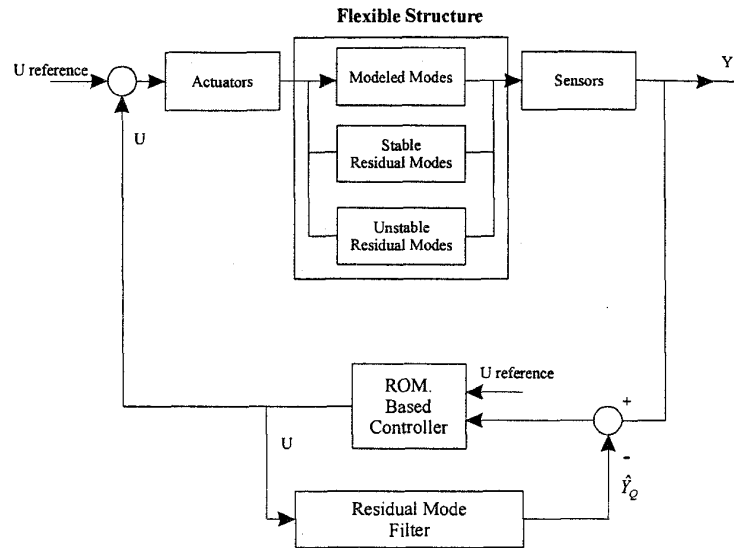 Flexible Structure
U reference
Actuators
Modeled Modes
Sensors
Y
U
Stable
Residual Modes
Unstable
Residual Modes
U reference
ROM.
Based
Controller
+
-
U
Ŷ_Q
Residual Mode
Filter